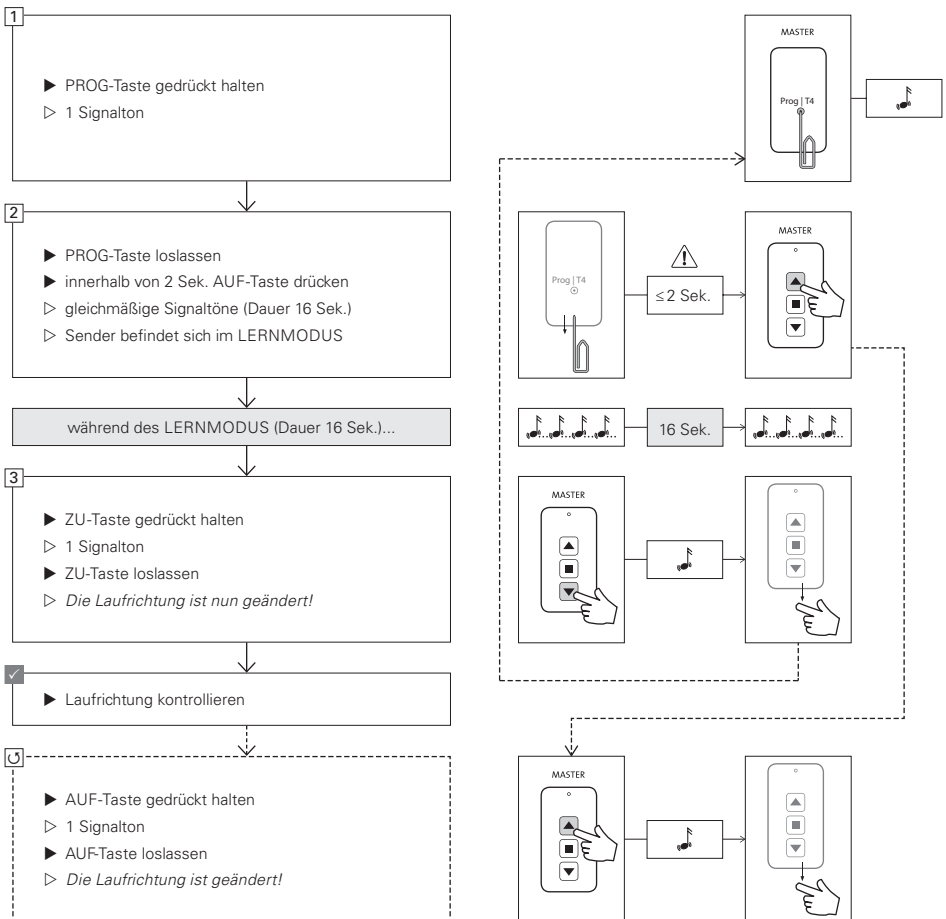 1
▶ PROG-Taste gedrückt halten
▷ 1 Signalton
2
▶ PROG-Taste loslassen
▶ innerhalb von 2 Sek. AUF-Taste drücken
▷ gleichmäßige Signaltöne (Dauer 16 Sek.)
▷ Sender befindet sich im LERNMODUS
während des LERNMODUS (Dauer 16 Sek.)...
3
▶ ZU-Taste gedrückt halten
▷ 1 Signalton
▶ ZU-Taste loslassen
▷ Die Laufrichtung ist nun geändert!
▶ Laufrichtung kontrollieren
▶ AUF-Taste gedrückt halten
▷ 1 Signalton
▶ AUF-Taste loslassen
▷ Die Laufrichtung ist geändert!
MASTER
Prog | T4
Prog | T4
≤2 Sek.
MASTER
16 Sek.
MASTER
MASTER